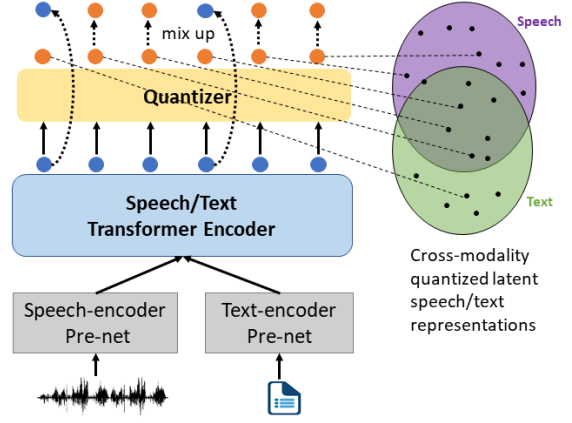 mix up
Speech
Quantizer
Text
Speech/Text
Transformer Encoder
Cross-modality
quantized latent
speech/text
representations
Speech-encoder
Pre-net
Text-encoder
Pre-net